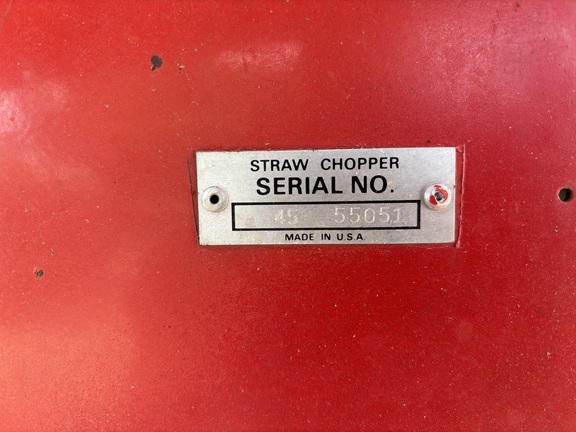 STRAW CHOPPER
SERIAL NO.
45 55051
MADE IN U.S.A.